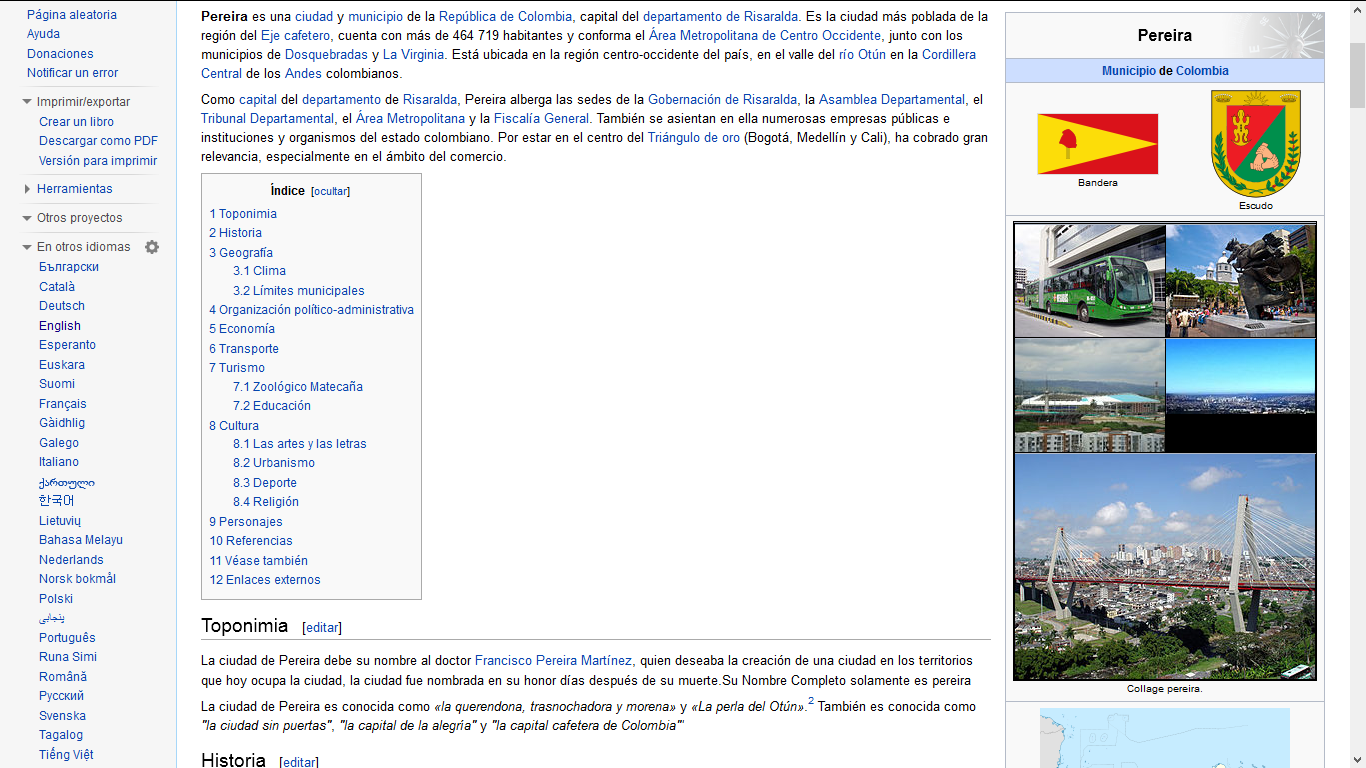 Página aleatoria
Ayuda
Donaciones
Notificar un error
Imprimir/exportar
Crear un libro
Descargar como PDF
Versión para imprimir
Herramientas
Otros proyectos
En otros idiomas
Български
Català
Deutsch
English
Esperanto
Euskara
Suomi
Français
Gàidhlig
Galego
Italiano
ქართული
한국어
Lietuvių
Bahasa Melayu
Nederlands
Norsk bokmål
Polski
پنجابی
Português
Runa Simi
Română
Русский
Svenska
Tagalog
Tiếng Việt
Pereira es una ciudad y municipio de la República de Colombia, capital del departamento de Risaralda. Es la ciudad más poblada de la
región del Eje cafetero, cuenta con más de 464 719 habitantes y conforma el Área Metropolitana de Centro Occidente, junto con los
municipios de Dosquebradas y La Virginia. Está ubicada en la región centro-occidente del país, en el valle del río Otún en la Cordillera
Central de los Andes colombianos.
Como capital del departamento de Risaralda, Pereira alberga las sedes de la Gobernación de Risaralda, la Asamblea Departamental, el
Tribunal Departamental, el Área Metropolitana y la Fiscalía General. También se asientan en ella numerosas empresas públicas e
instituciones y organismos del estado colombiano. Por estar en el centro del Triángulo de oro (Bogotá, Medellín y Cali), ha cobrado gran
relevancia, especialmente en el ámbito del comercio.
Índice [ocultar]
1 Toponimia
2 Historia
3 Geografía
3.1 Clima
3.2 Límites municipales
4 Organización político-administrativa
5 Economía
6 Transporte
7 Turismo
7.1 Zoológico Matecaña
7.2 Educación
8 Cultura
8.1 Las artes y las letras
8.2 Urbanismo
8.3 Deporte
8.4 Religión
9 Personajes
10 Referencias
11 Véase también
12 Enlaces externos
Toponimia [editar]
La ciudad de Pereira debe su nombre al doctor Francisco Pereira Martínez, quien deseaba la creación de una ciudad en los territorios
que hoy ocupa la ciudad, la ciudad fue nombrada en su honor días después de su muerte.Su Nombre Completo solamente es pereira
La ciudad de Pereira es conocida como «la querendona, trasnochadora y morena» y «La perla del Otún».2 También es conocida como
"la ciudad sin puertas", "la capital de la alegría" y "la capital cafetera de Colombia"
Historia [editar]
Pereira
Municipio de Colombia
Bandera
Escudo
Collage pereira.